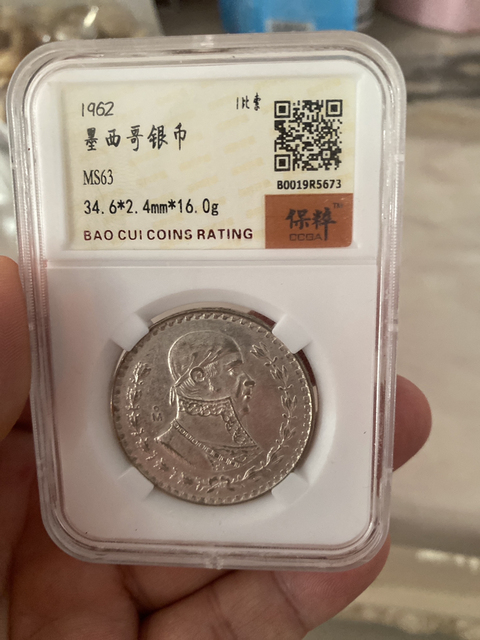 1962
1比索
墨西哥银币
MS63
34.6*2.4mm*16.0g
BAO CUI COINS RATING
B0019R5673
保粹
CCGA